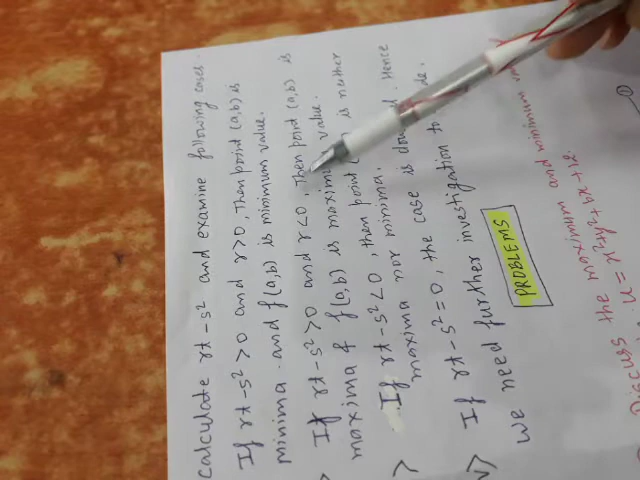 Calculate rt - s² and examine following cases.
If rt - s² > 0 and r > 0, then point (a,b) is
minima and f(a,b) is minimum value.
> If rt - s² > 0 and r < 0, then point (a,b) is
maxima & f(a,b) is maximum value.
> If rt - s² < 0, then point is neither
maxima nor minima.
V> If rt - s² = 0, the case is Hence
we need further investigation to
PROBLEMS
Discuss the maximum and minimum
u = x² + y² + 6x + 12.
①